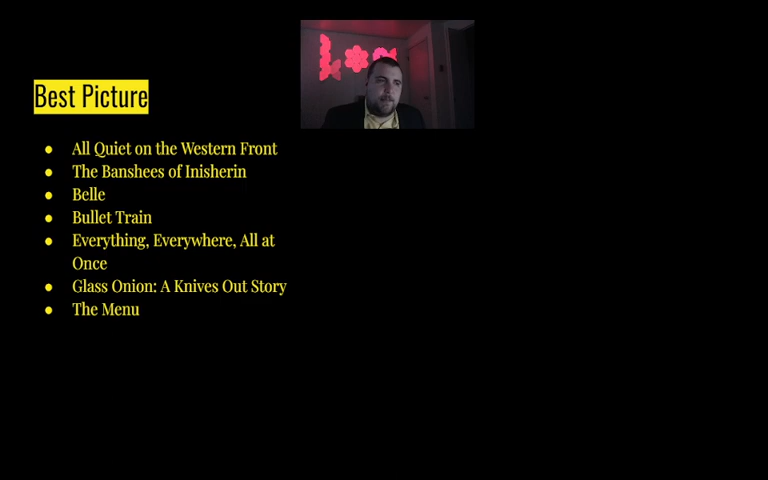 Best Picture
All Quiet on the Western Front
The Banshees of Inisherin
Belle
Bullet Train
Everything, Everywhere, All at
Once
Glass Onion: A Knives Out Story
The Menu